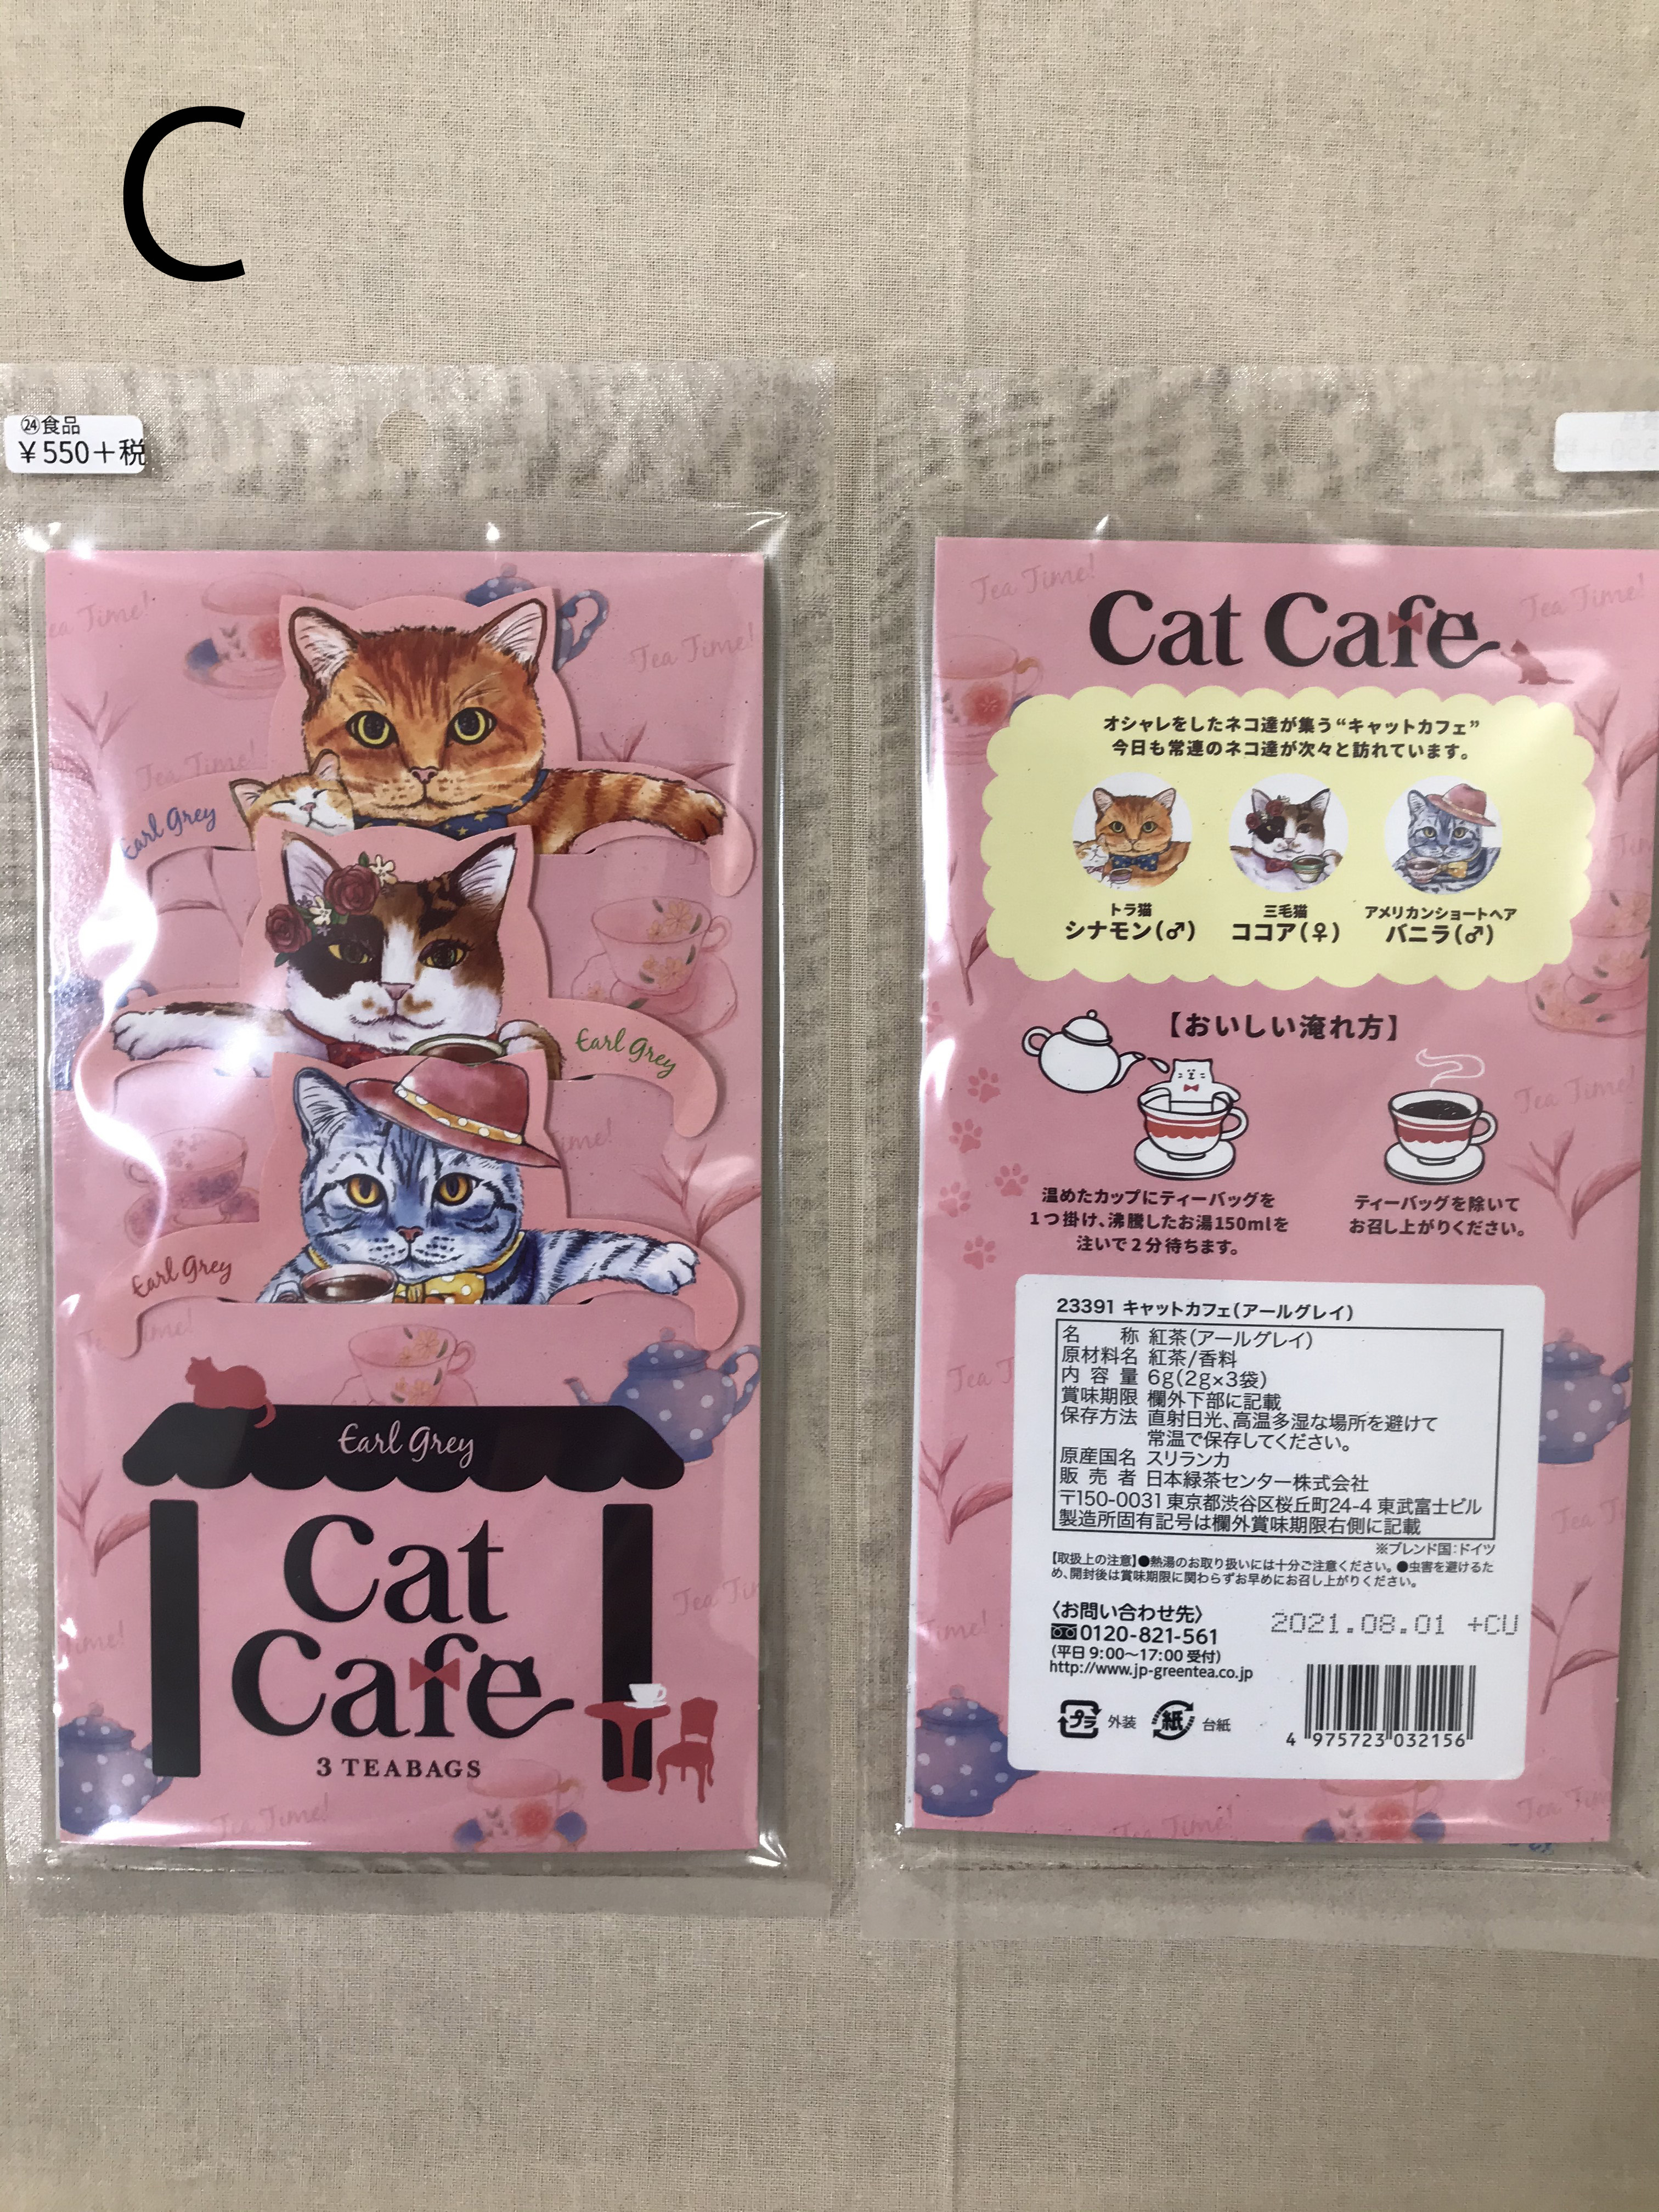 C
㉔食品
￥550＋税
Tea Time!
Tea Time!
Tea Time!
Earl Grey
Earl Grey
Earl Grey
Earl Grey
Cat
Cafe
3 TEABAGS
Tea Time!
Tea Time!
Tea Time!
Cat Cafe
オシャレをしたネコ達が集う“キャットカフェ”
今日も常連のネコ達が次々と訪れています。
トラ猫 三毛猫 アメリカンショートヘア
シナモン(♂) ココア(♀) バニラ(♂)
【おいしい淹れ方】
温めたカップにティーバッグを
1つ掛け、沸騰したお湯150mlを
注いで2分待ちます。
ティーバッグを除いて
お召し上がりください。
Tea Time!
23391 キャットカフェ(アールグレイ)
名 称 紅茶(アールグレイ)
原材料名 紅茶/香料
内容量 6g(2g×3袋)
賞味期限 欄外下部に記載
保存方法 直射日光、高温多湿な場所を避けて
常温で保存してください。
原産国名 スリランカ
販売者 日本緑茶センター株式会社
〒150-0031 東京都渋谷区桜丘町24-4 東武富士ビル
製造所固有記号は欄外賞味期限右側に記載
※ブレンド国:ドイツ
【取扱上の注意】●熱湯のお取り扱いには十分ご注意ください。●虫害を避けるた
め、開封後は賞味期限に関わらずお早めにお召し上がりください。
〈お問い合わせ先〉
0120-821-561
(平日9:00〜17:00受付)
http://www.jp-greentea.co.jp
2021.08.01 +CU
プラ 外装 紙 台紙
4 975723 032156
Tea Time!